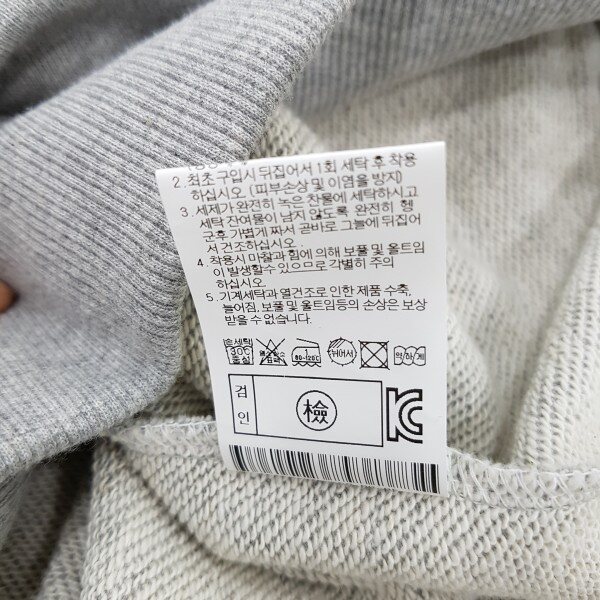 2. 최초 구입시 뒤집어서 1회 세탁 후 착용
하십시오. (피부손상 및 이염을 방지)
3. 세제가 완전히 녹은 찬물에 세탁하시고
세탁 잔여물이 남지 않도록 완전히 헹
군후 가볍게 짜서 곧바로 그늘에 뒤집어
서 건조하십시오.
4. 착용시 마찰과 힘에 의해 보풀 및 올트임
이 발생할수 있으므로 각별히 주의
하십시오.
5. 기계세탁과 열건조로 인한 제품 수축,
늘어짐, 보풀 및 올트임등의 손상은 보상
받을 수 없습니다.
손세탁 30℃ 중성 1 80-120℃ 뉘어서 약하게
검인 檢